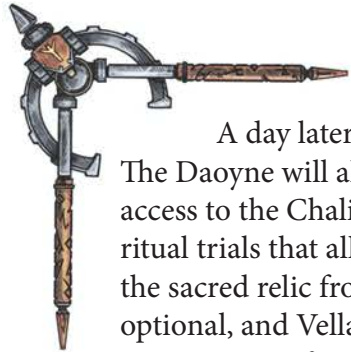 A day later
The Daoyne will al
access to the Chali
ritual trials that all
the sacred relic fro
optional, and Vella